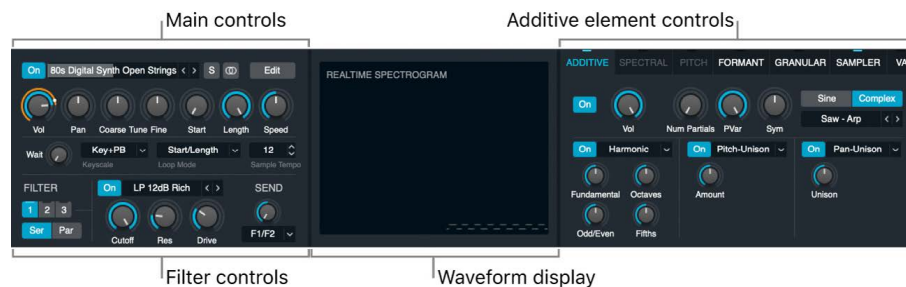 Main controls
Additive element controls
On 80s Digital Synth Open Strings < > S Edit
Vol Pan Coarse Tune Fine Start Length Speed
Wait Key+PB Start/Length 12
Keyscale Loop Mode Sample Tempo
FILTER On LP 12dB Rich < > SEND
1 2 3
Ser Par
Cutoff Res Drive F1/F2
REALTIME SPECTROGRAM
ADDITIVE SPECTRAL PITCH FORMANT GRANULAR SAMPLER VA
On Sine Complex
Vol Num Partials PVar Sym Saw - Arp < >
On Harmonic On Pitch-Unison On Pan-Unison
Fundamental Octaves Amount Unison
Odd/Even Fifths
Filter controls
Waveform display